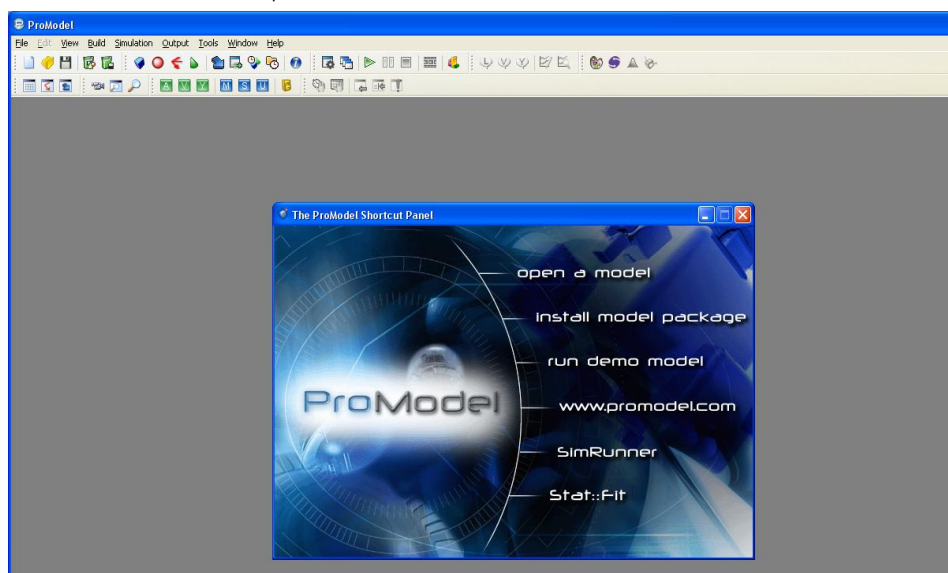 ProModel
File Edit View Build Simulation Output Tools Window Help
A V Y M S U
The ProModel Shortcut Panel
open a model
install model package
run demo model
ProModel
www.promodel.com
SimRunner
Stat::Fit